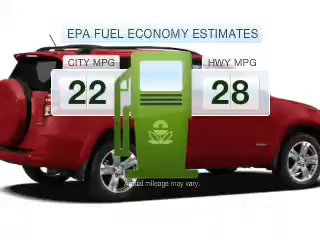 EPA FUEL ECONOMY ESTIMATES
CITY MPG
HWY MPG
22
28
Actual mileage may vary.